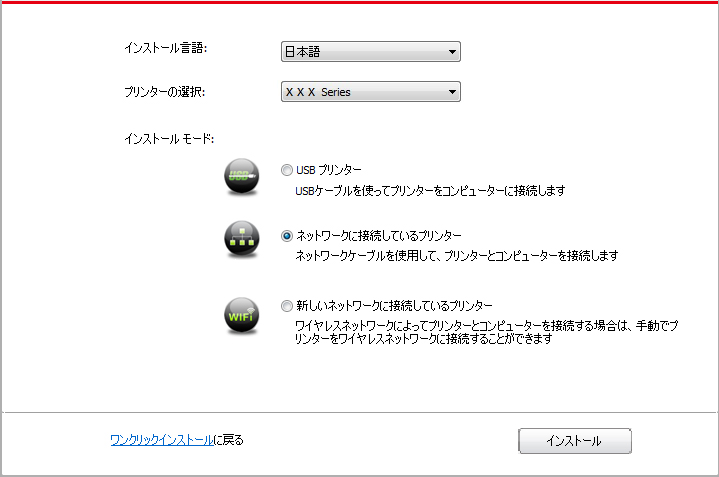 インストール言語:
日本語
プリンターの選択:
X X X Series
インストール モード:
USB
USB プリンター
USBケーブルを使ってプリンターをコンピューターに接続します
ネットワークに接続しているプリンター
ネットワークケーブルを使用して、プリンターとコンピューターを接続します
WiFi
新しいネットワークに接続しているプリンター
ワイヤレスネットワークによってプリンターとコンピューターを接続する場合は、手動でプ
リンターをワイヤレスネットワークに接続することができます
ワンクリックインストールに戻る
インストール